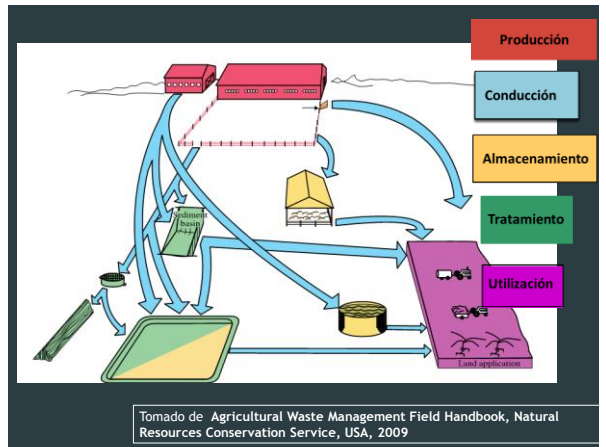 Producción
Conducción
Almacenamiento
Tratamiento
Utilización
Sediment
basin
Land application
Tomado de Agricultural Waste Management Field Handbook, Natural
Resources Conservation Service, USA, 2009